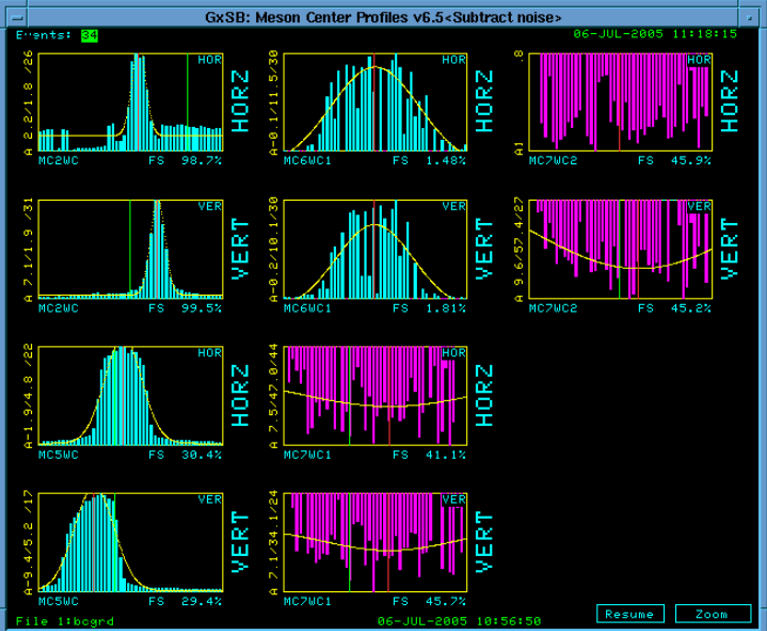 GxSB: Meson Center Profiles v6.5<Subtract noise>
Events: 34
06-JUL-2005 11:18:15
A 2.2/1.8 /26
HOR
HORZ
MC2WC FS 98.7%
A-0.1/11.5/30
HOR
HORZ
MC6WC1 FS 1.48%
A1
.8
HOR
HORZ
MC7WC2 FS 45.9%
A 7.1/1.9 /31
VER
VERT
MC2WC FS 99.5%
A-0.2/10.1/30
VER
VERT
MC6WC1 FS 1.81%
A 9.6/57.4/27
VER
VERT
MC7WC2 FS 45.2%
A-1.9/4.8 /22
HOR
HORZ
MC5WC FS 30.4%
A 7.5/47.0/44
HOR
HORZ
MC7WC1 FS 41.1%
A-9.4/5.2 /17
VER
VERT
MC5WC FS 29.4%
A 7.1/34.1/24
VER
VERT
MC7WC1 FS 45.7%
File 1:bcgrd
06-JUL-2005 10:56:50
Resume
Zoom